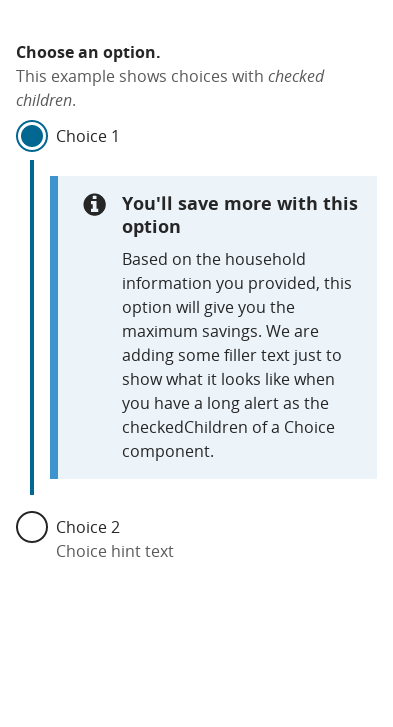 Choose an option.
This example shows choices with checked
children.
Choice 1
You'll save more with this
option
Based on the household
information you provided, this
option will give you the
maximum savings. We are
adding some filler text just to
show what it looks like when
you have a long alert as the
checkedChildren of a Choice
component.
Choice 2
Choice hint text